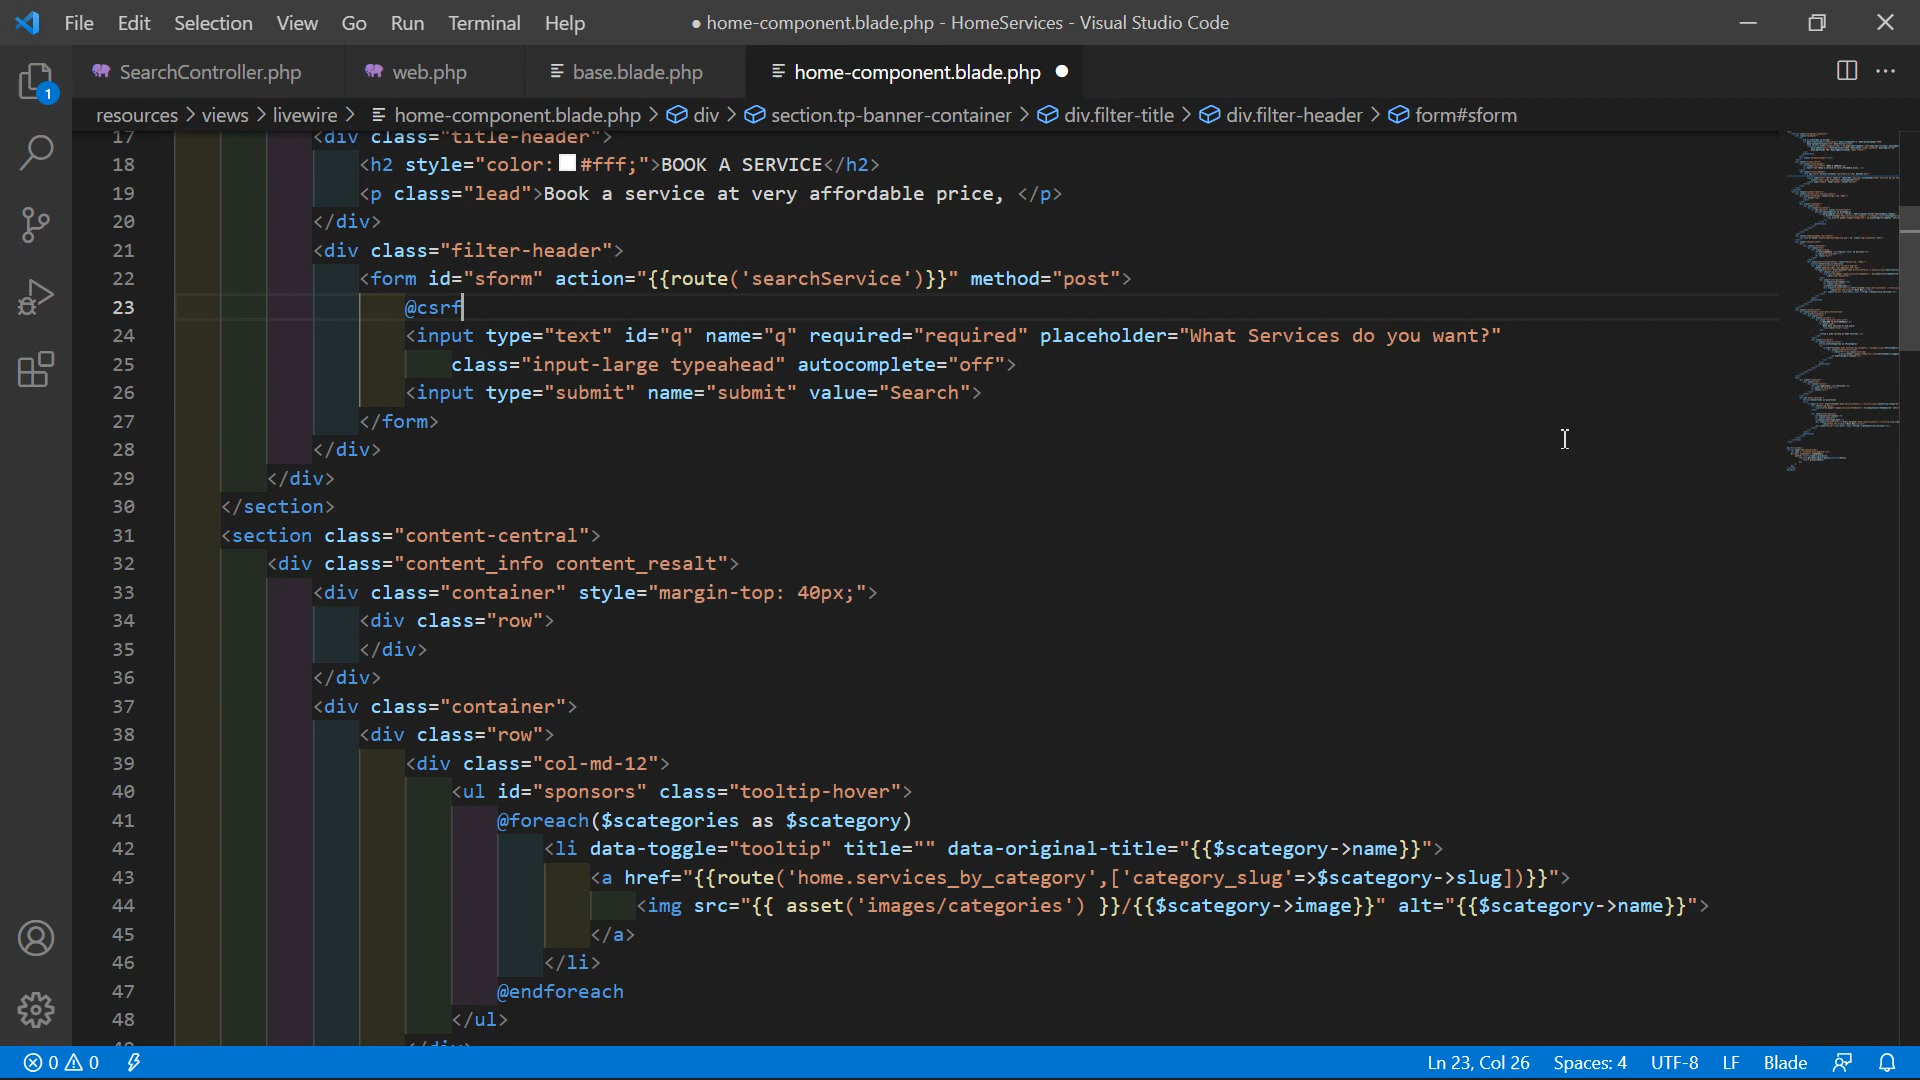 File Edit Selection View Go Run Terminal Help ● home-component.blade.php - HomeServices - Visual Studio Code
SearchController.php web.php base.blade.php home-component.blade.php
1
resources > views > livewire > home-component.blade.php > div > section.tp-banner-container > div.filter-title > div.filter-header > form#sform
17 <div class="title-header">
18 <h2 style="color:#fff;">BOOK A SERVICE</h2>
19 <p class="lead">Book a service at very affordable price, </p>
20 </div>
21 <div class="filter-header">
22 <form id="sform" action="{{route('searchService')}}" method="post">
23 @csrf
24 <input type="text" id="q" name="q" required="required" placeholder="What Services do you want?"
25 class="input-large typeahead" autocomplete="off">
26 <input type="submit" name="submit" value="Search">
27 </form>
28 </div>
29 </div>
30 </section>
31 <section class="content-central">
32 <div class="content_info content_resalt">
33 <div class="container" style="margin-top: 40px;">
34 <div class="row">
35 </div>
36 </div>
37 <div class="container">
38 <div class="row">
39 <div class="col-md-12">
40 <ul id="sponsors" class="tooltip-hover">
41 @foreach($scategories as $scategory)
42 <li data-toggle="tooltip" title="" data-original-title="{{$scategory->name}}">
43 <a href="{{route('home.services_by_category',['category_slug'=>$scategory->slug])}}">
44 <img src="{{ asset('images/categories') }}/{{$scategory->image}}" alt="{{$scategory->name}}">
45 </a>
46 </li>
47 @endforeach
48 </ul>
49 </div>
0 0 Ln 23, Col 26 Spaces: 4 UTF-8 LF Blade